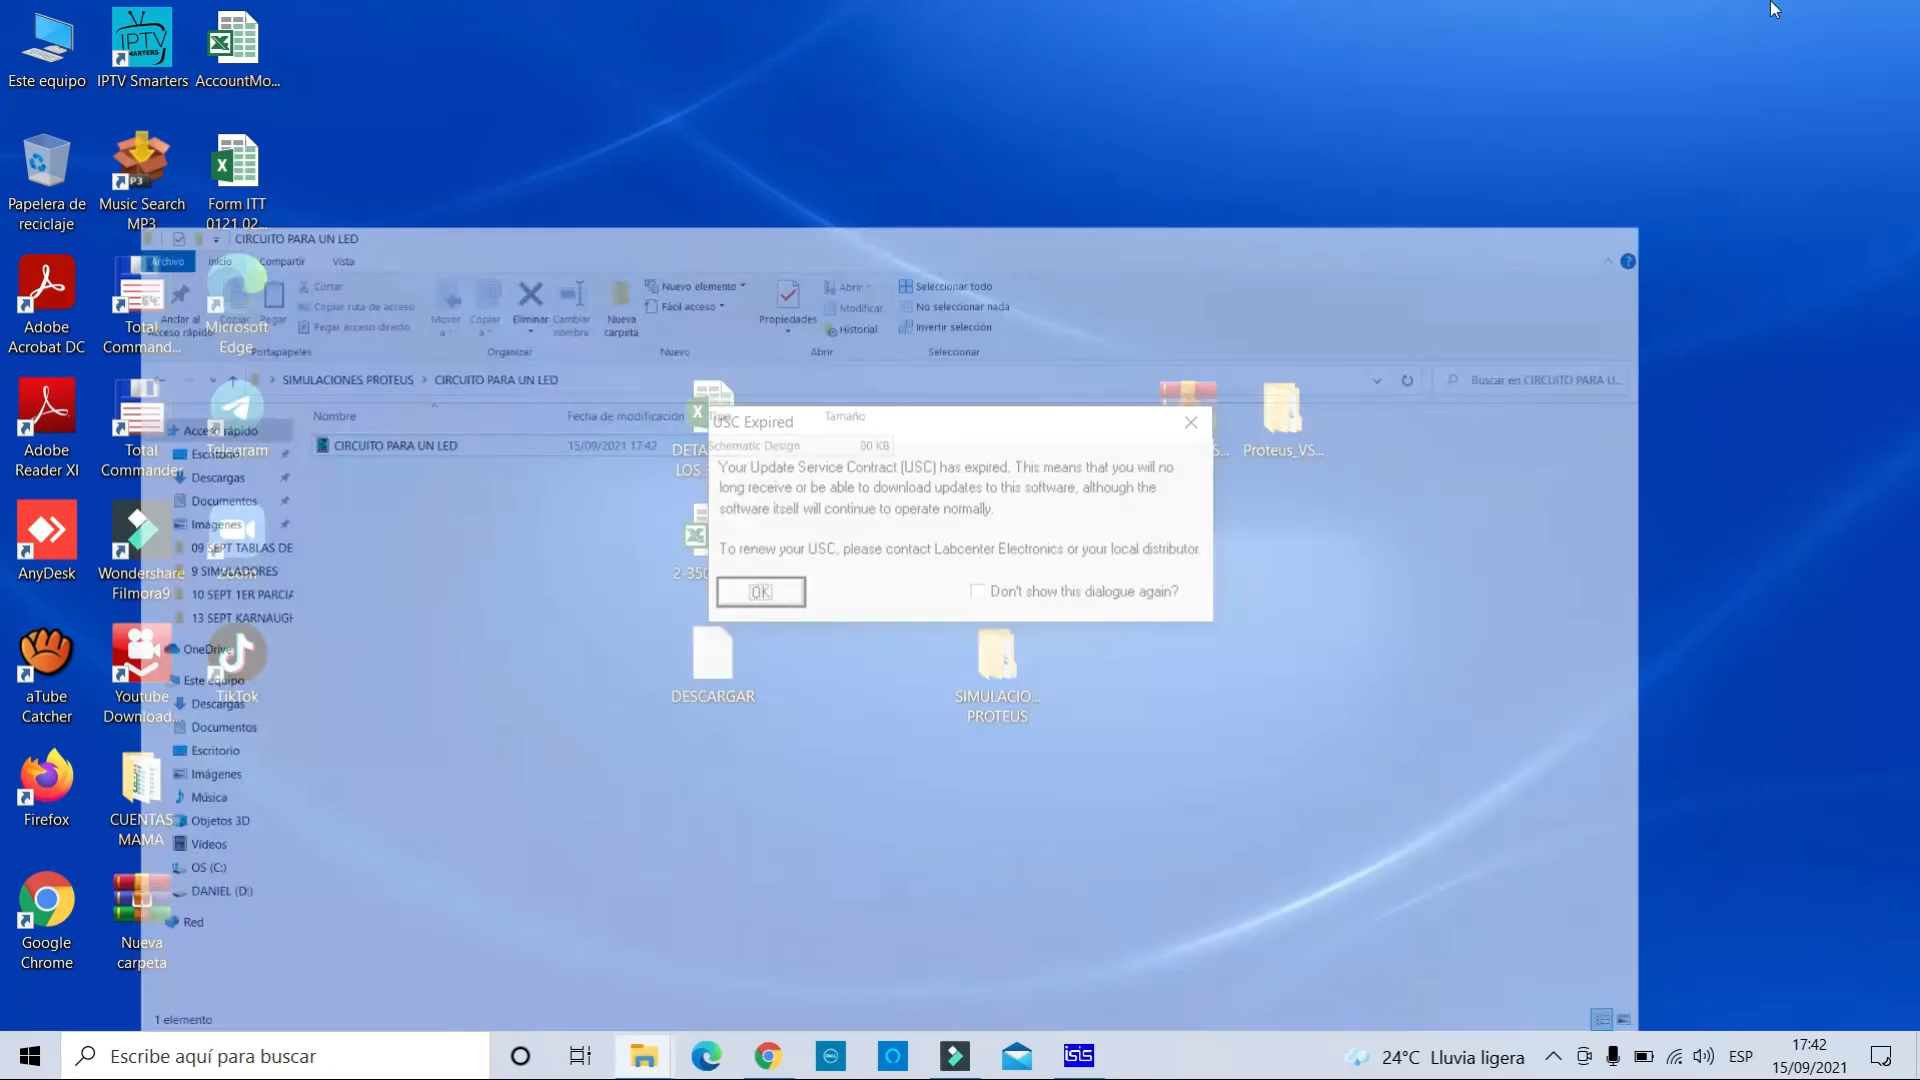 Este equipo
IPTV Smarters
AccountMo...
Papelera de
reciclaje
Music Search
MP3
Form ITT
0121 02...
Adobe
Acrobat DC
Total
Command...
Microsoft
Edge
Adobe
Reader XI
Total
Commander
Telegram
AnyDesk
Wondershare
Filmora9
Zoom
aTube
Catcher
Youtube
Download...
TikTok
Firefox
CUENTAS
MAMA
Google
Chrome
Nueva
carpeta
CIRCUITO PARA UN LED
Archivo
Inicio
Compartir
Vista
Anclar al
Acceso rápido
Copiar
Pegar
Cortar
Copiar ruta de acceso
Pegar acceso directo
Portapapeles
Mover
a
Copiar
a
Eliminar
Cambiar
nombre
Organizar
Nueva
carpeta
Nuevo elemento
Fácil acceso
Nuevo
Propiedades
Abrir
Modificar
Historial
Abrir
Seleccionar todo
No seleccionar nada
Invertir selección
Seleccionar
SIMULACIONES PROTEUS > CIRCUITO PARA UN LED
Buscar en CIRCUITO PARA U...
Nombre
Fecha de modificación
Tipo
Tamaño
CIRCUITO PARA UN LED
15/09/2021 17:42
Schematic Design
80 KB
Acceso rápido
Escritorio
Descargas
Documentos
Imágenes
09 SEPT TABLAS DE
9 SIMULADORES
10 SEPT 1ER PARCIA
13 SEPT KARNAUGH
OneDrive
Este equipo
Descargas
Documentos
Escritorio
Imágenes
Música
Objetos 3D
Vídeos
OS (C:)
DANIEL (D:)
Red
1 elemento
Proteus_VS...
DESCARGAR
SIMULACIO...
PROTEUS
USC Expired
Your Update Service Contract (USC) has expired. This means that you will no
long receive or be able to download updates to this software, although the
software itself will continue to operate normally.
To renew your USC, please contact Labcenter Electronics or your local distributor.
OK
Don't show this dialogue again?
Escribe aquí para buscar
DELL
isis
24°C Lluvia ligera
ESP
17:42
15/09/2021